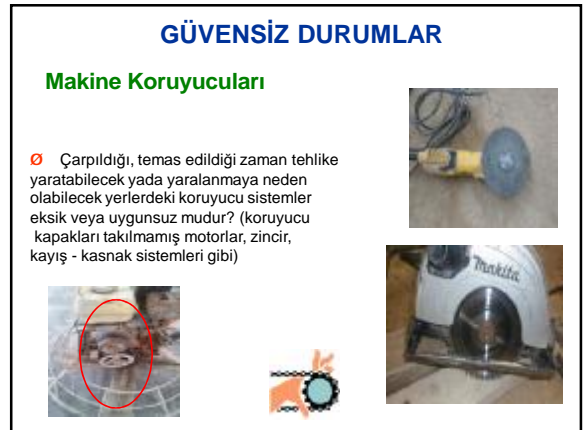 GÜVENSİZ DURUMLAR
Makine Koruyucuları
Ø Çarpıldığı, temas edildiği zaman tehlike
yaratabilecek yada yaralanmaya neden
olabilecek yerlerdeki koruyucu sistemler
eksik veya uygunsuz mudur? (koruyucu
kapakları takılmamış motorlar, zincir,
kayış - kasnak sistemleri gibi)
makita